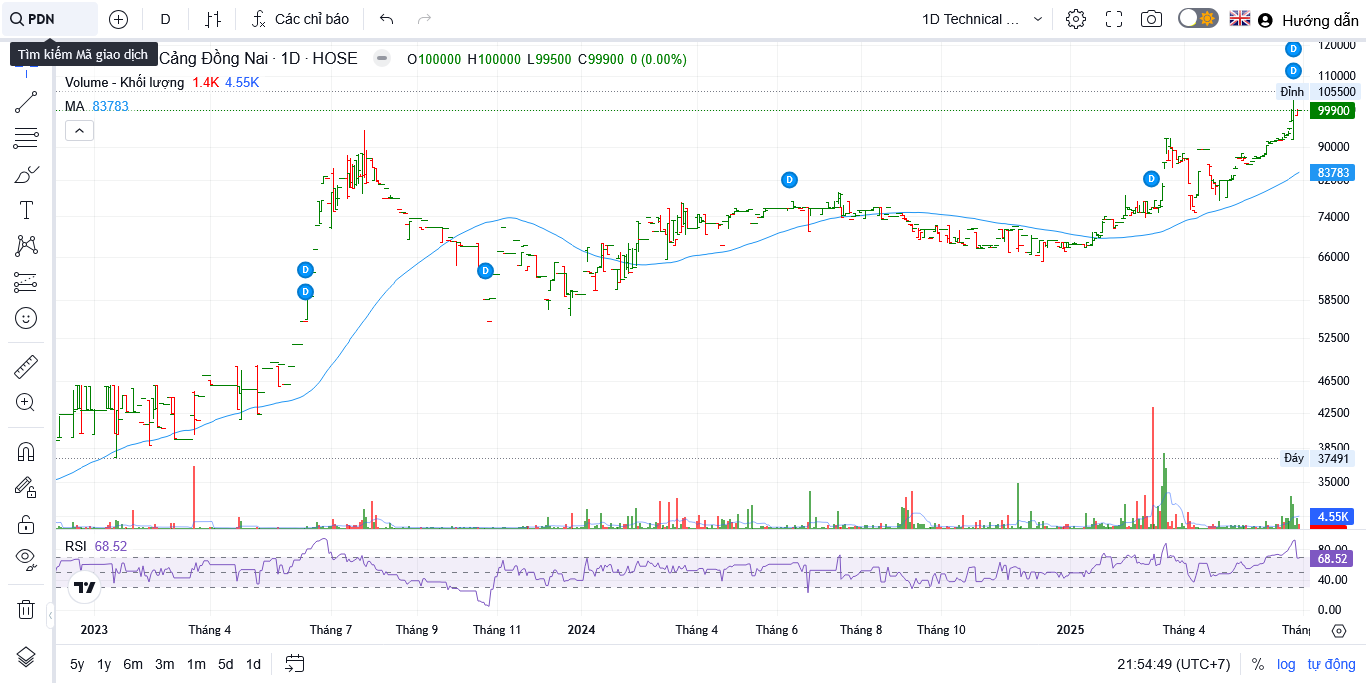 PDN
D
Các chỉ báo
1D Technical ...
Hướng dẫn
Tìm kiếm Mã giao dịch
Cảng Đồng Nai · 1D · HOSE
O100000 H100000 L99500 C99900 0 (0.00%)
Volume - Khối lượng 1.4K 4.55K
MA 83783
D
D
D
D
D
D
D
120000
110000
Đỉnh 105500
99900
90000
83783
82000
74000
66000
58500
52500
46500
42500
38500
Đáy 37491
35000
4.55K
RSI 68.52
80.00
68.52
40.00
0.00
2023 Tháng 4 Tháng 7 Tháng 9 Tháng 11 2024 Tháng 4 Tháng 6 Tháng 8 Tháng 10 2025 Tháng 4 Thán
5y 1y 6m 3m 1m 5d 1d
21:54:49 (UTC+7) % log tự động